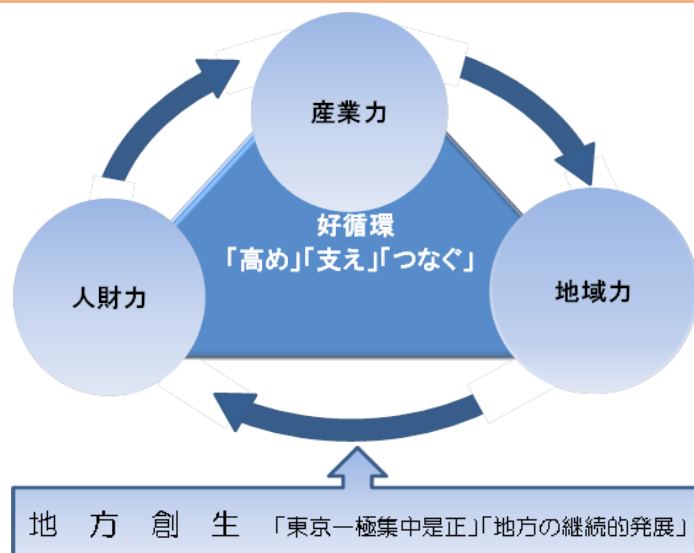 産業力
好循環
「高め」「支え」「つなぐ」
人財力
地域力
地方創生 「東京一極集中是正」「地方の継続的発展」